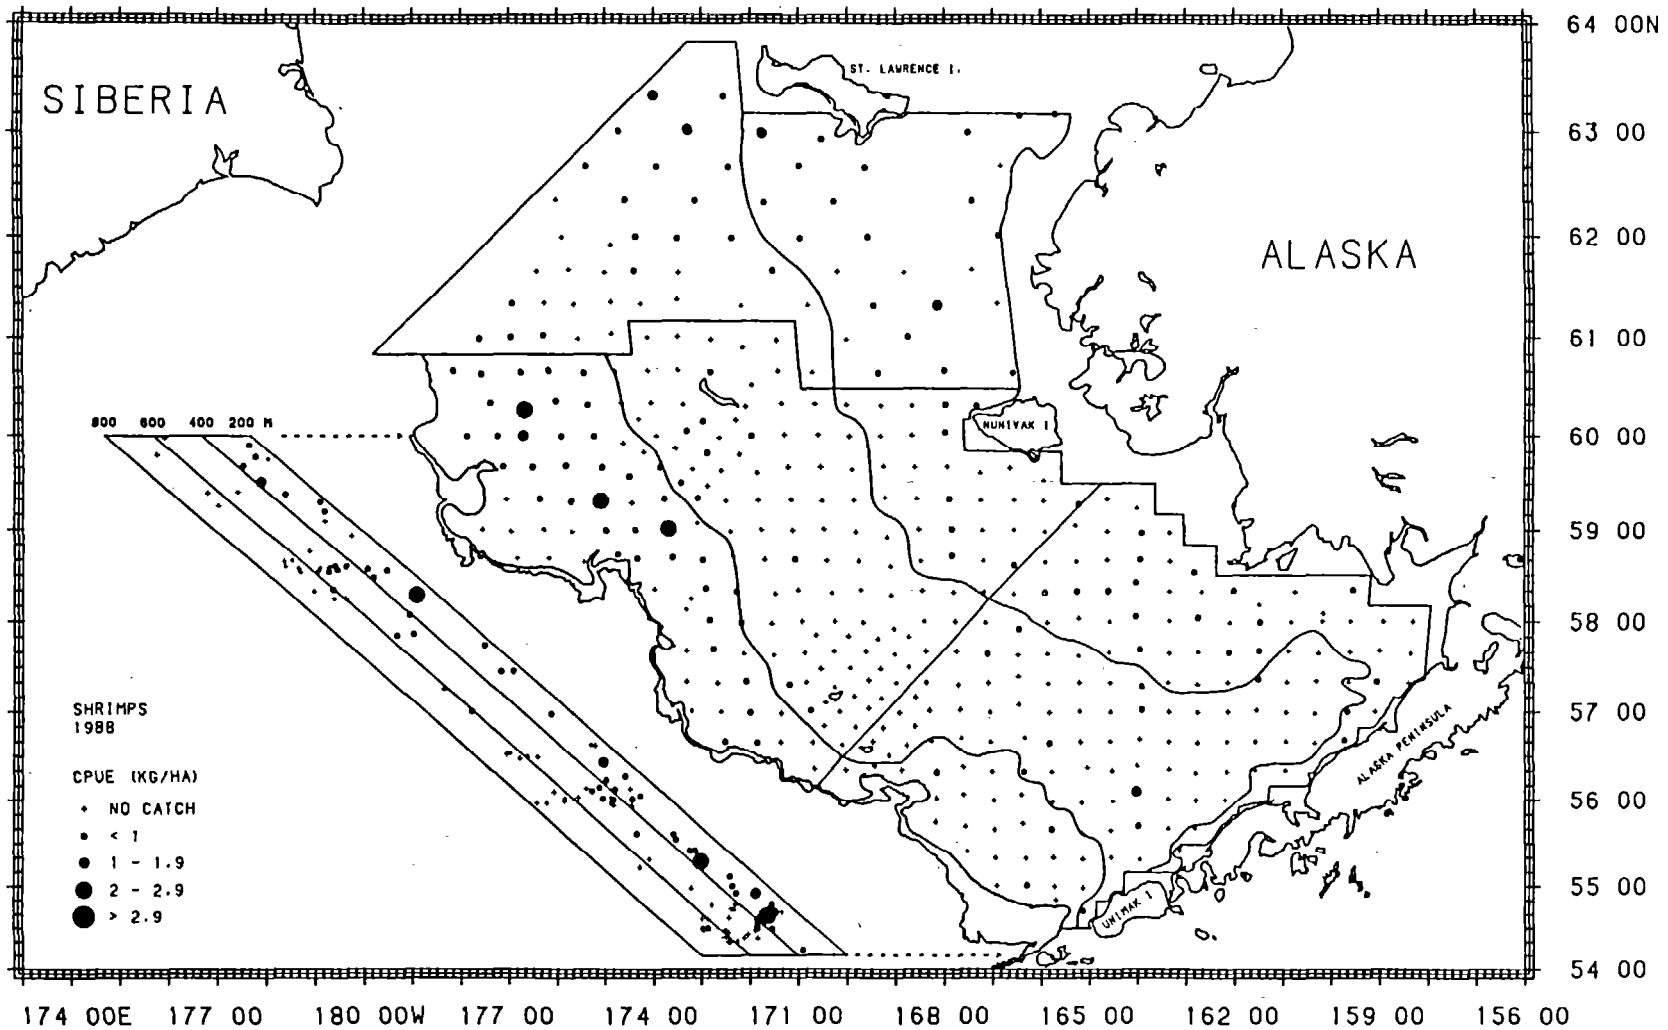 64 00N
ST. LAWRENCE I.
SIBERIA
63 00
62 00
ALASKA
61 00
800 600 400 200 M
NUNIVAK I
60 00
59 00
58 00
SHRIMPS
1988
57 00
ALASKA PENINSULA
CPUE (KG/HA)
NO CATCH
56 00
< 1
1 - 1.9
2 - 2.9
55 00
> 2.9
UNIMAK I
54 00
174 00E 177 00 180 00W 177 00 174 00 171 00 168 00 165 00 162 00 159 00 156 00